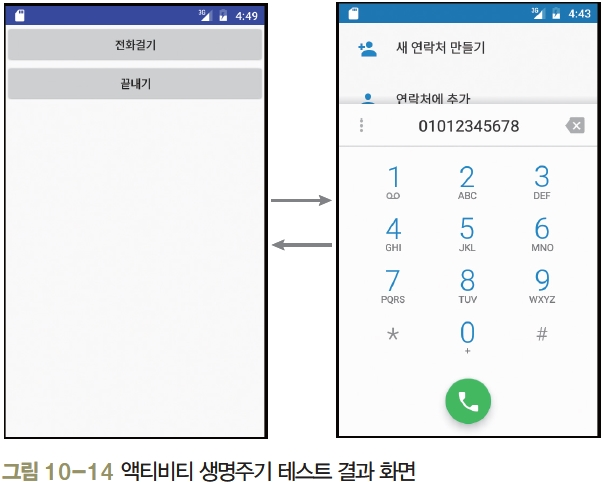 3G 4:49
전화걸기
끝내기
3G 4:43
새 연락처 만들기
연락처에 추가
01012345678
1 2 3
ABC DEF
4 5 6
GHI JKL MNO
7 8 9
PQRS TUV WXYZ
* 0 #
+
그림 10-14 액티비티 생명주기 테스트 결과 화면